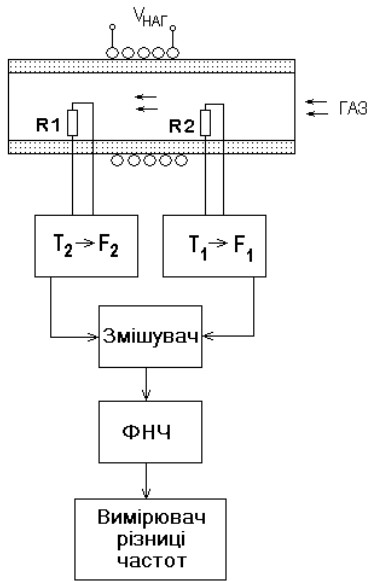 VНАГ
ГАЗ
R1
R2
T2→F2
T1→F1
Змішувач
ФНЧ
Вимірювач
різниці
частот